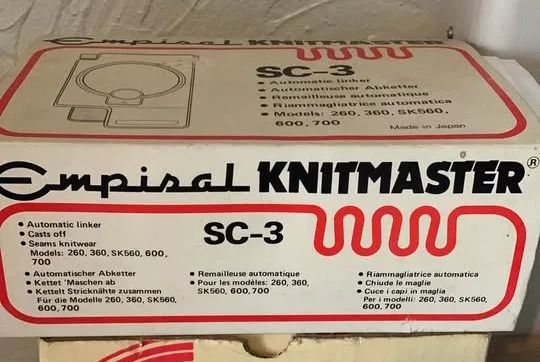 Empisal KNITMASTER
SC-3
• Automatic linker
• Automatischer Abketter
• Remailleuse automatique
• Riammagliatrice automatica
• Models: 260, 360, SK560,
600, 700
Made in Japan
Empisal KNITMASTER®
SC-3
• Automatic linker
• Casts off
• Seams knitwear
Models: 260, 360, SK560, 600,
700
• Automatischer Abketter
• Kettet 'Maschen ab
• Kettelt Stricknähte zusammen
Für die Modelle 260, 360, SK560,
600, 700
• Remailleuse automatique
• Pour les modèles: 260, 360,
SK560, 600, 700
• Riammagliatrice automatica
• Chiude le maglie
• Cuce i capi in maglia
Per i modelli: 260, 360, SK560,
600, 700